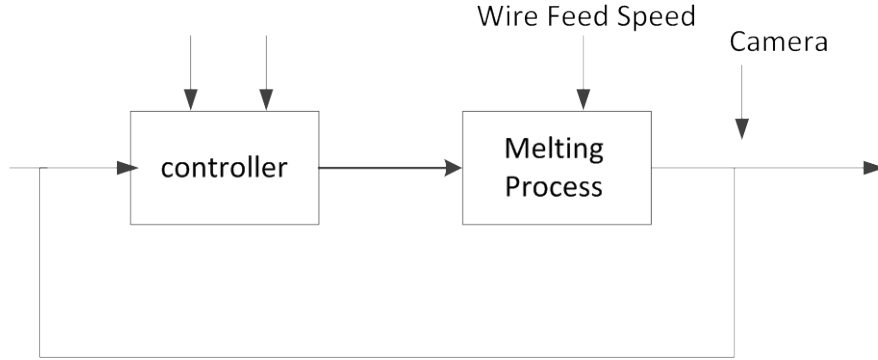 Wire Feed Speed
Camera
controller
Melting
Process